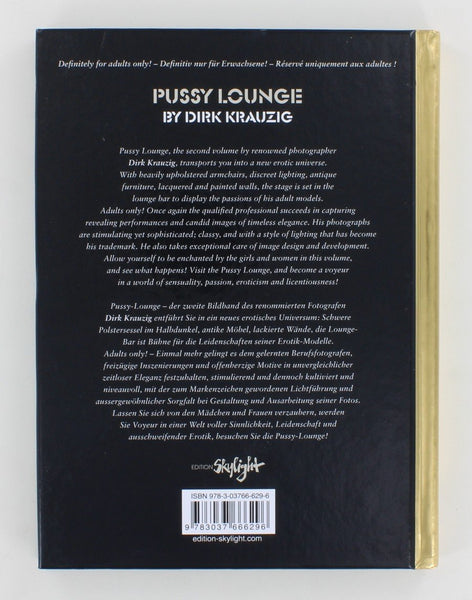 Definitely for adults only! – Definitiv nur für Erwachsene! – Réservé uniquement aux adultes !
PUSSY LOUNGE
BY DIRK KRAUZIG
Pussy Lounge, the second volume by renowned photographer
Dirk Krauzig, transports you into a new erotic universe.
With heavily upholstered armchairs, discreet lighting, antique
furniture, lacquered and painted walls, the stage is set in the
lounge bar to display the passions of his adult models.
Adults only! Once again the qualified professional succeeds in capturing
revealing performances and candid images of timeless elegance. His photographs
are stimulating yet sophisticated; classy, and with a style of lighting that has become
his trademark. He also takes exceptional care of image design and development.
Allow yourself to be enchanted by the girls and women in this volume,
and see what happens! Visit the Pussy Lounge, and become a voyeur
in a world of sensuality, passion, eroticism and licentiousness!
Pussy-Lounge – der zweite Bildband des renommierten Fotografen
Dirk Krauzig entführt Sie in ein neues erotisches Universum: Schwere
Polstersessel im Halbdunkel, antike Möbel, lackierte Wände, die Lounge-
Bar ist Bühne für die Leidenschaften seiner Erotik-Modelle.
Adults only! – Einmal mehr gelingt es dem gelernten Berufsfotografen,
freizügige Inszenierungen und offenherzige Motive in unvergleichlicher
zeitloser Eleganz festzuhalten, stimulierend und dennoch kultiviert und
niveauvoll, mit der zum Markenzeichen gewordenen Lichtführung und
aussergewöhnlicher Sorgfalt bei Gestaltung und Ausarbeitung seiner Fotos.
Lassen Sie sich von den Mädchen und Frauen verzaubern, werden
Sie Voyeur in einer Welt voller Sinnlichkeit, Leidenschaft und
ausschweifender Erotik, besuchen Sie die Pussy-Lounge!
EDITION Skylight
ISBN 978-3-03766-629-6
9 783037 666296
edition-skylight.com